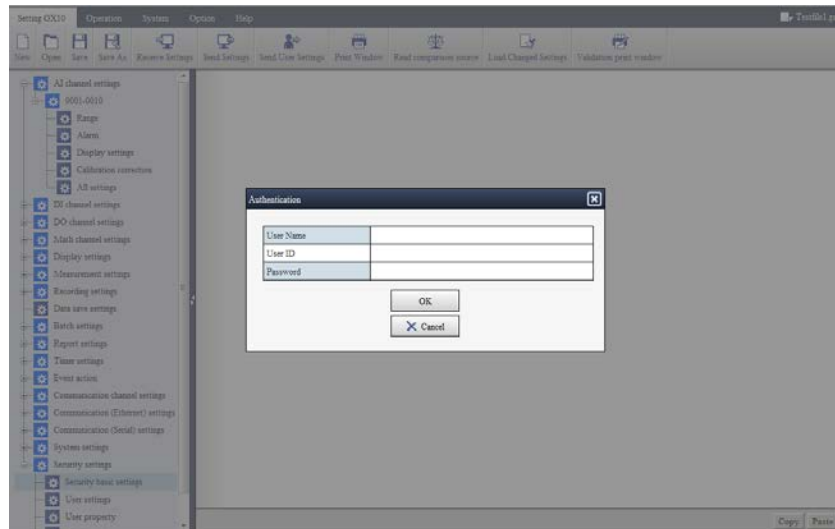 Setting GX10 Operation System Option Help Testfile1.p
New Open Save Save As Receive Settings Send Settings Send User Settings Print Window Read comparison source Load Changed Settings Validation print window
AI channel settings
0001-0010
Range
Alarm
Display settings
Calibration correction
All settings
DI channel settings
DO channel settings
Math channel settings
Display settings
Measurement settings
Recording settings
Data save settings
Batch settings
Report settings
Timer settings
Event action
Communication channel settings
Communication (Ethernet) settings
Communication (Serial) settings
System settings
Security settings
Security basic settings
User settings
User property
Authentication
User Name
User ID
Password
OK
Cancel
Copy Paste